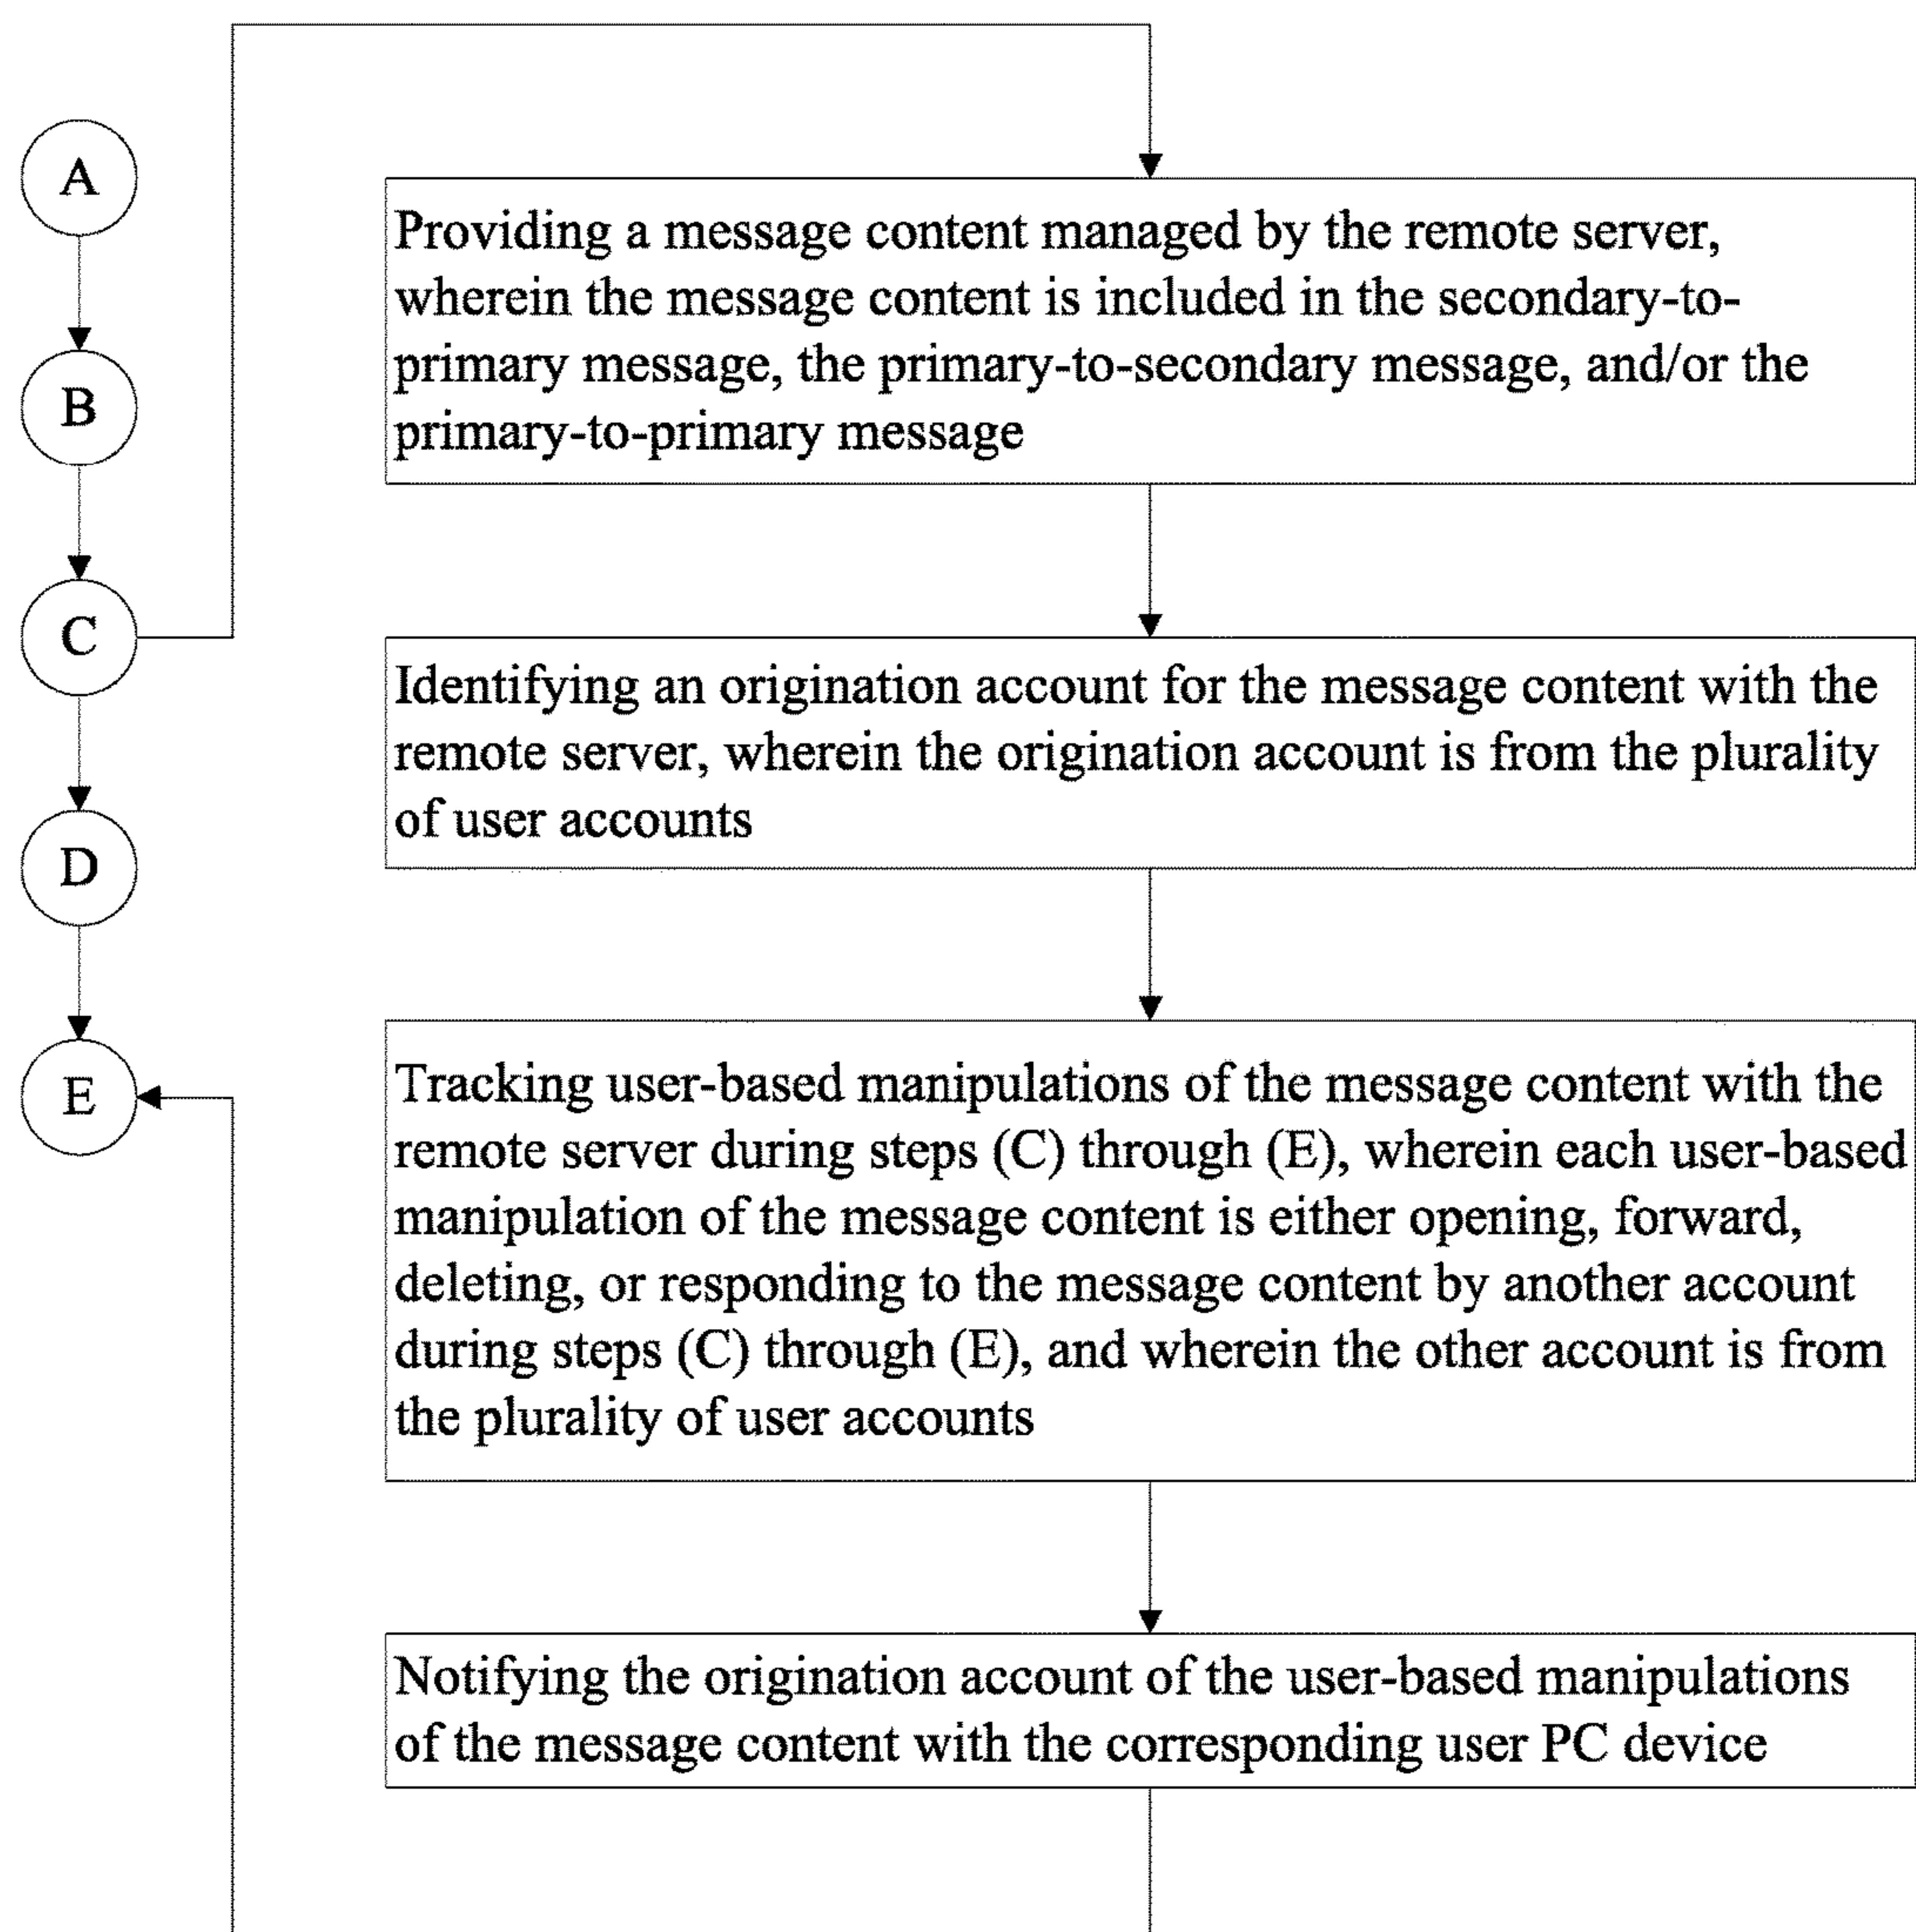 A
B
C
D
E
Providing a message content managed by the remote server,
wherein the message content is included in the secondary-to-
primary message, the primary-to-secondary message, and/or the
primary-to-primary message
Identifying an origination account for the message content with the
remote server, wherein the origination account is from the plurality
of user accounts
Tracking user-based manipulations of the message content with the
remote server during steps (C) through (E), wherein each user-based
manipulation of the message content is either opening, forward,
deleting, or responding to the message content by another account
during steps (C) through (E), and wherein the other account is from
the plurality of user accounts
Notifying the origination account of the user-based manipulations
of the message content with the corresponding user PC device